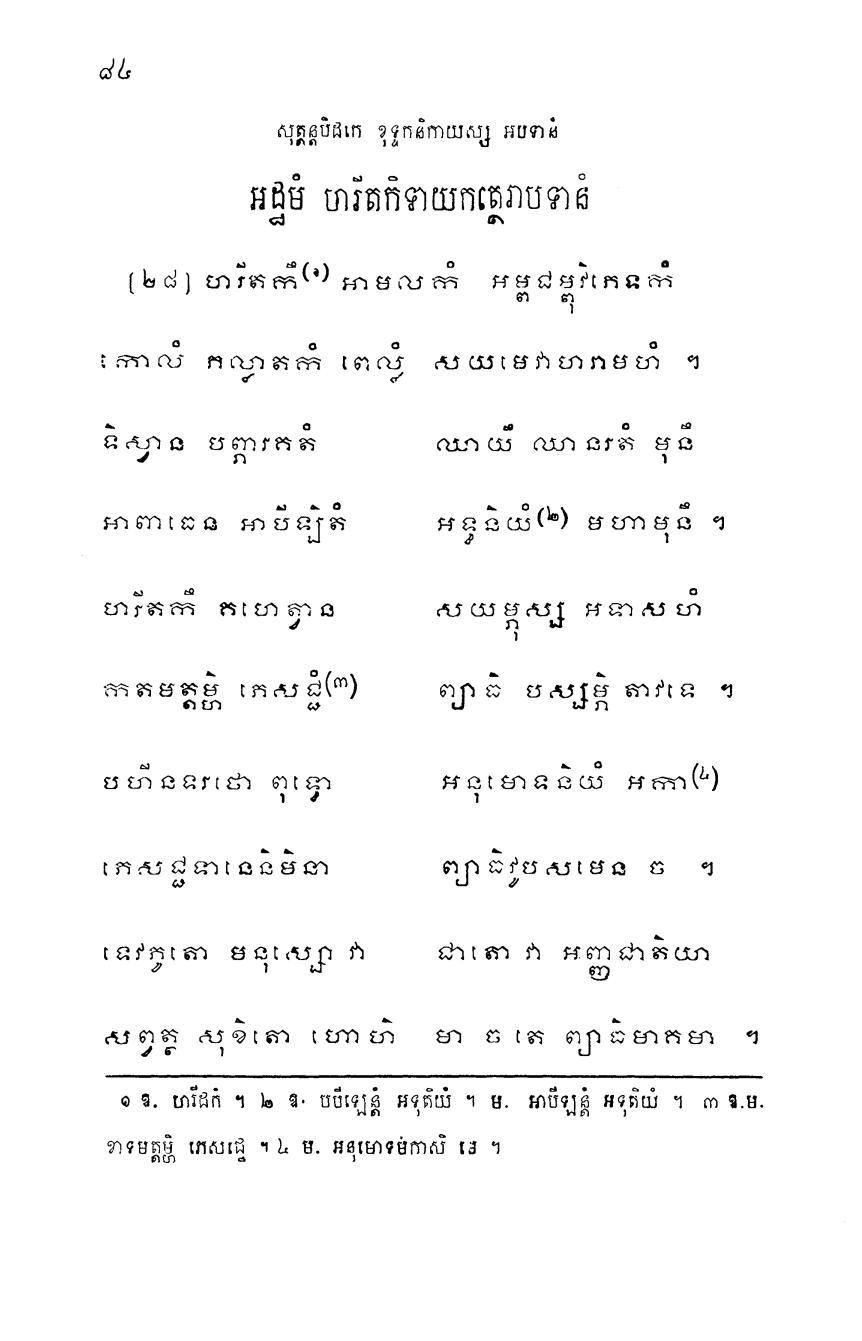 ៨៤
សុត្តន្តបិដកេ ខុទ្ទកនិកាយស្ស អបទានំ
អដ្ឋមំ ហរីតកិទាយកត្ថេរាបទានំ
[២៨] ហរីតកឹ(១) អាមលកំ អម្ពជម្ពុវិភេទកំ
កោលំ ភល្លាតកំ ពេល្លំ សយមេវាហរាមហំ ។
ទិស្វាន បព្ភារគតំ ឈាយឹ ឈានរតំ មុនឹ
អាពាធេន អាបីឡិតំ អទ្ធនិយំ(២) មហាមុនឹ ។
ហរីតកឹ គហេត្វាន សយម្ភុស្ស អទាសហំ
កតមត្តម្ហិ ភេសជ្ជំ(៣) ព្យាធិ បស្សម្ភិ តាវទេ ។
បហីនទរថោ ពុទ្ធោ អនុមោទនិយំ អកា(៤)
ភេសជ្ជទានេនិមិនា ព្យាធិវូបសមេន ច ។
ទេវភូតោ មនុស្សោ វា ជាតោ វា អញ្ញជាតិយា
សព្វត្ថ សុខិតោ ហោហិ មា ច តេ ព្យាធិមាគមា ។
១ ឱ. ហរីដកំ ។ ២ ឱ. បបីឡេន្តំ អទុតិយំ ។ ម. អាបីឡន្តំ អទុតិយំ ។ ៣ ឱ.ម.
ខាទមត្តម្ហិ ភេសជ្ជេ ។ ៤ ម. អនុមោទមំកាសិ មេ ។